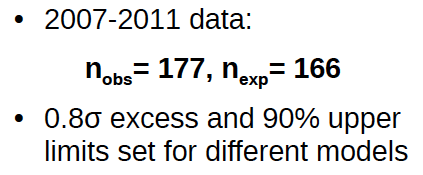 • 2007-2011 data:
nobs= 177, nexp= 166
• 0.8σ excess and 90% upper
limits set for different models